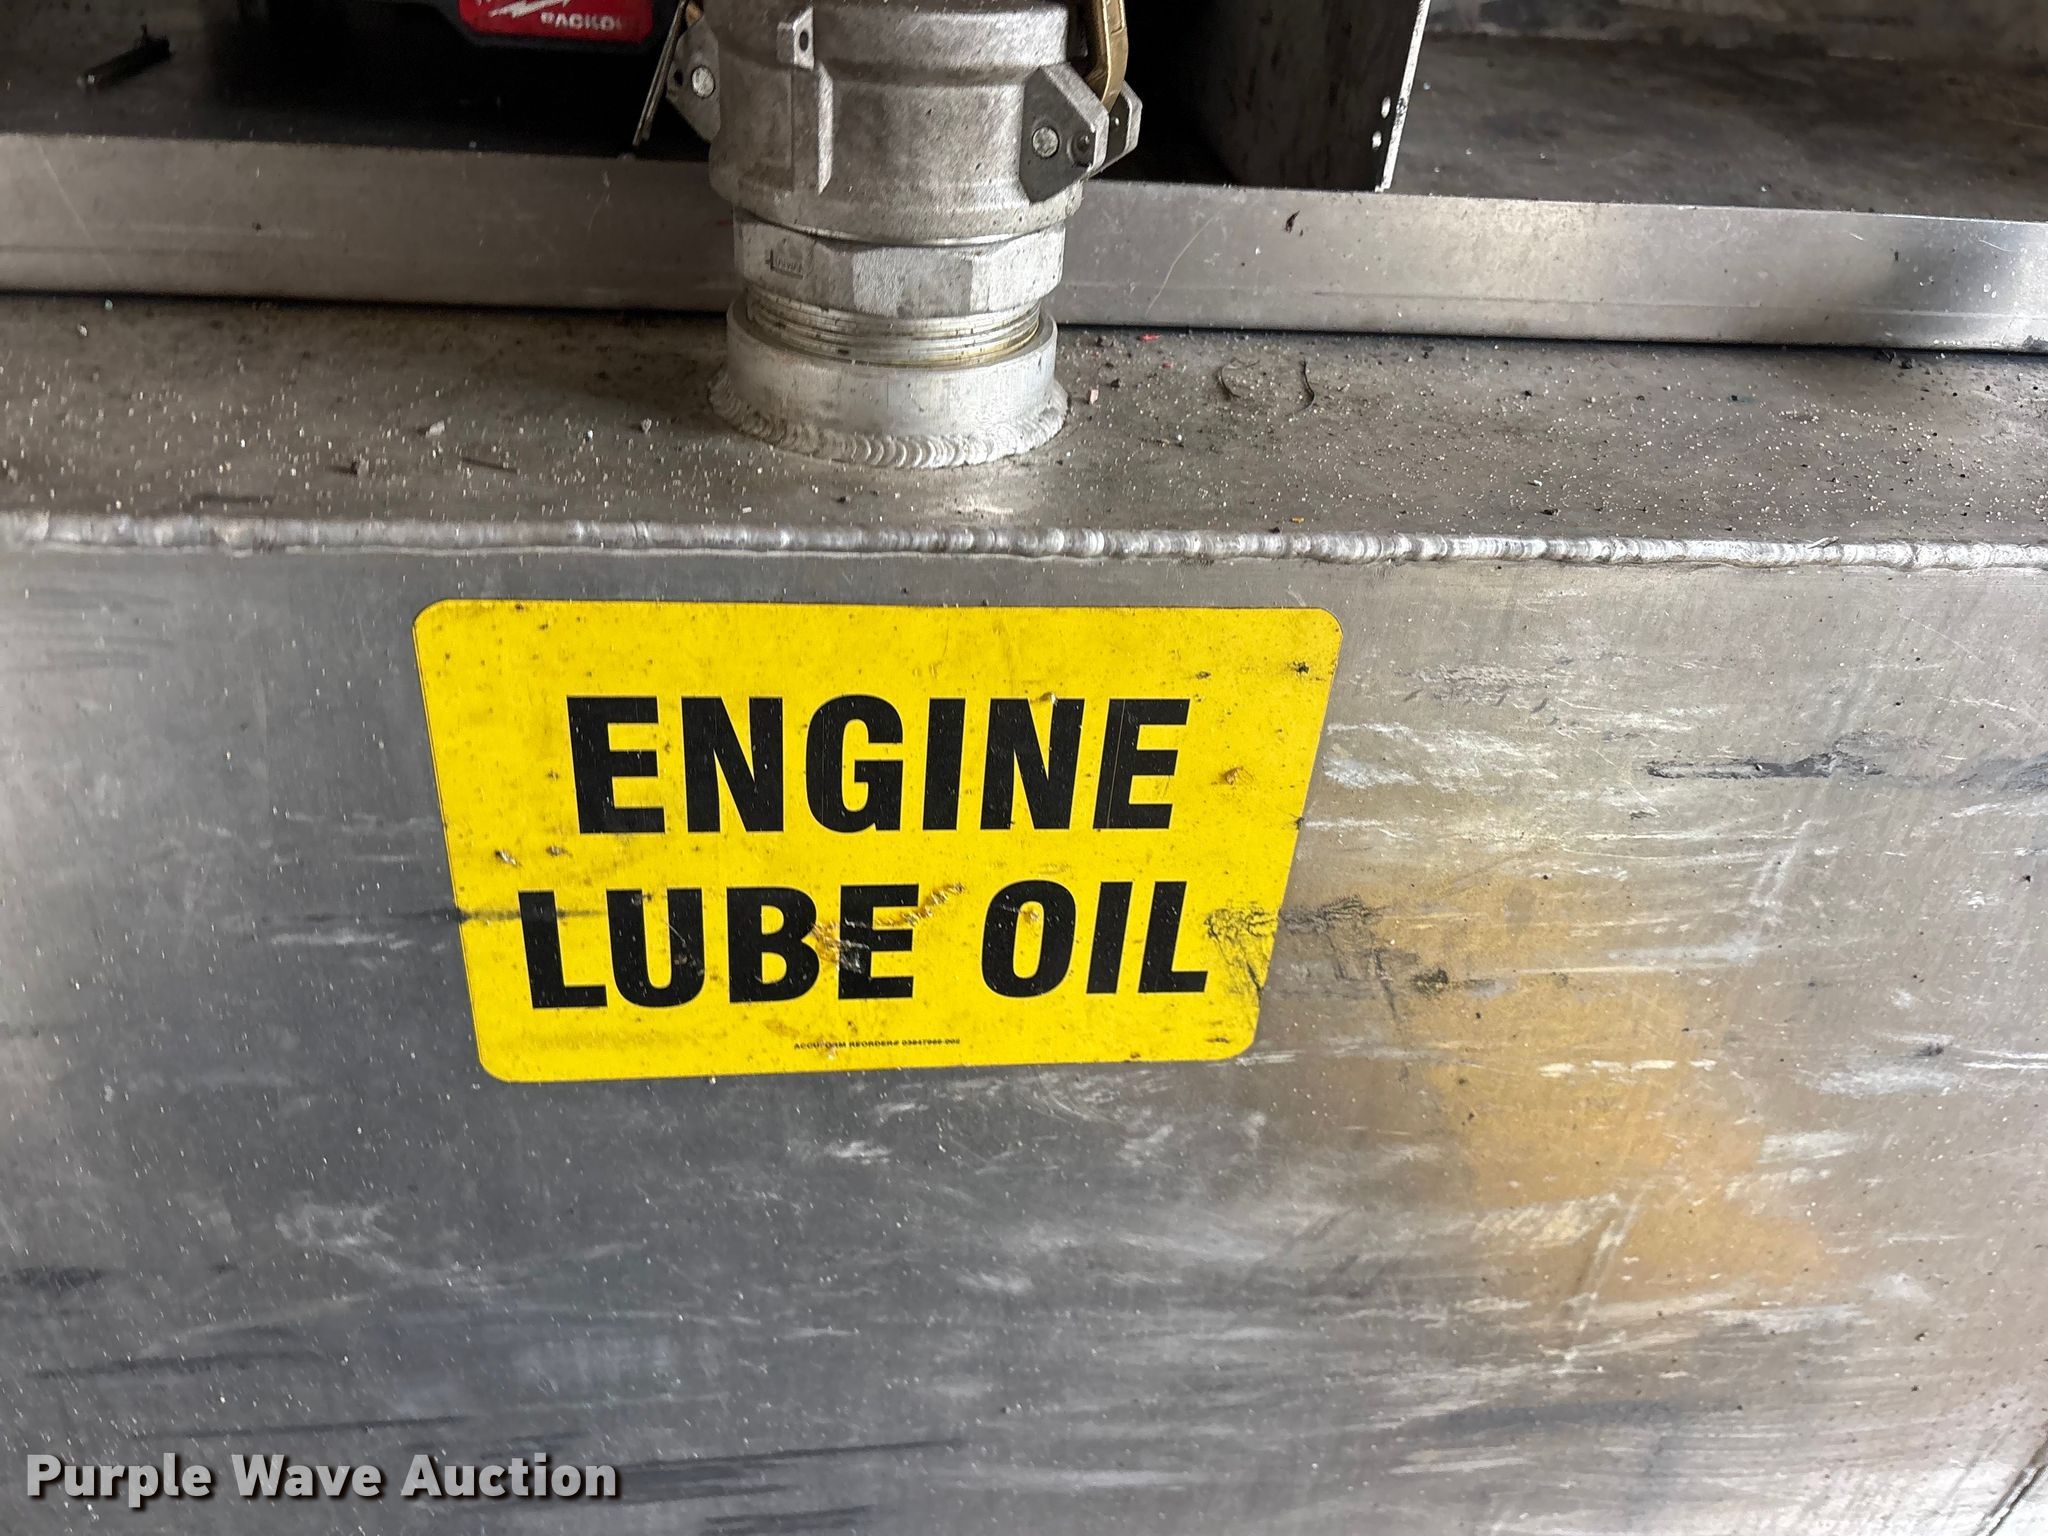 ENGINE
LUBE OIL
Purple Wave Auction